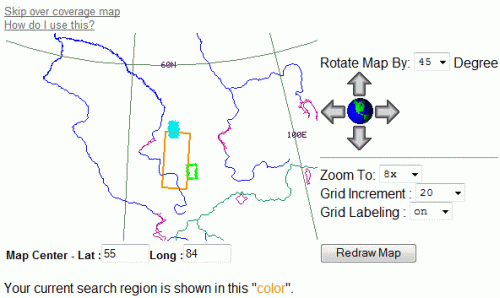 Skip over coverage map
How do I use this?
60N
Rotate Map By: 45 Degree
100E
Zoom To: 8x
Grid Increment : 20
Grid Labeling : on
Map Center - Lat : 55 Long : 84
Redraw Map
Your current search region is shown in this "color".